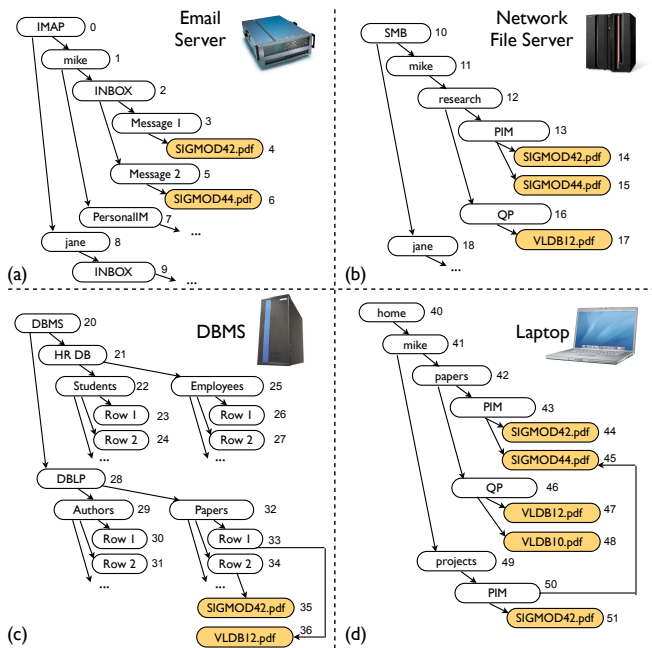 Email
Server
IMAP 0
mike 1
INBOX 2
Message 1 3
SIGMOD42.pdf 4
Message 2 5
SIGMOD44.pdf 6
PersonalIM 7
...
jane 8
INBOX 9
...
(a)
Network
File Server
SMB 10
mike 11
research 12
PIM 13
SIGMOD42.pdf 14
SIGMOD44.pdf 15
QP 16
VLDB12.pdf 17
jane 18
...
(b)
DBMS
DBMS 20
HR DB 21
Students 22 Employees 25
Row 1 23 Row 1 26
Row 2 24 Row 2 27
... ...
DBLP 28
Authors 29 Papers 32
Row 1 30 Row 1 33
Row 2 31 Row 2 34
...
SIGMOD42.pdf 35
VLDB12.pdf 36
(c)
Laptop
home 40
mike 41
papers 42
PIM 43
SIGMOD42.pdf 44
SIGMOD44.pdf 45
QP 46
VLDB12.pdf 47
VLDB10.pdf 48
projects 49
PIM 50
SIGMOD42.pdf 51
(d)